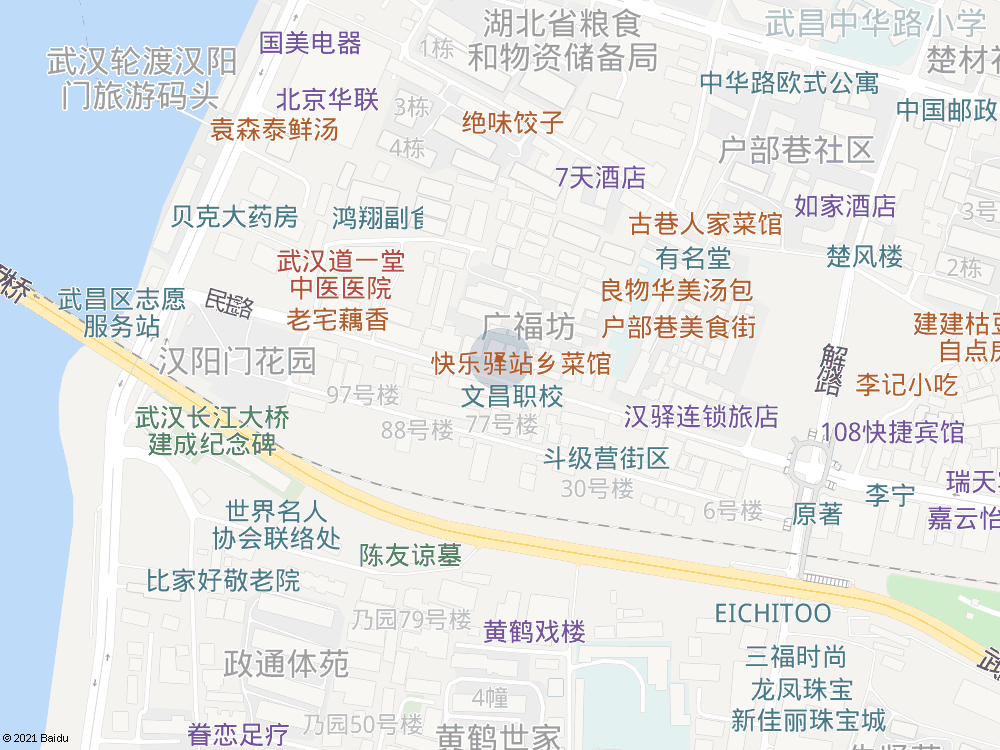 湖北省粮食
和物资储备局
武昌中华路小学
国美电器
1栋
武汉轮渡汉阳
门旅游码头
中华路欧式公寓
北京华联
3栋
袁森泰鲜汤
绝味饺子
中国邮政
4栋
户部巷社区
7天酒店
如家酒店
3号
贝克大药房
鸿翔副食
古巷人家菜馆
有名堂
楚风楼
2栋
武汉道一堂
中医医院
良物华美汤包
武昌区志愿
服务站
民主路
老宅藕香
广福坊
户部巷美食街
汉阳门花园
快乐驿站乡菜馆
解放路
自点房
李记小吃
97号楼
文昌职校
武汉长江大桥
建成纪念碑
88号楼
77号楼
汉驿连锁旅店
108快捷宾馆
斗级营街区
30号楼
李宁
瑞天宾
世界名人
协会联络处
6号楼
原著
嘉云怡
陈友谅墓
比家好敬老院
乃园79号楼
EICHITOO
黄鹤戏楼
政通体苑
三福时尚
4幢
龙凤珠宝
新佳丽珠宝城
乃园50号楼
眷恋足疗
黄鹤世家
© 2021 Baidu